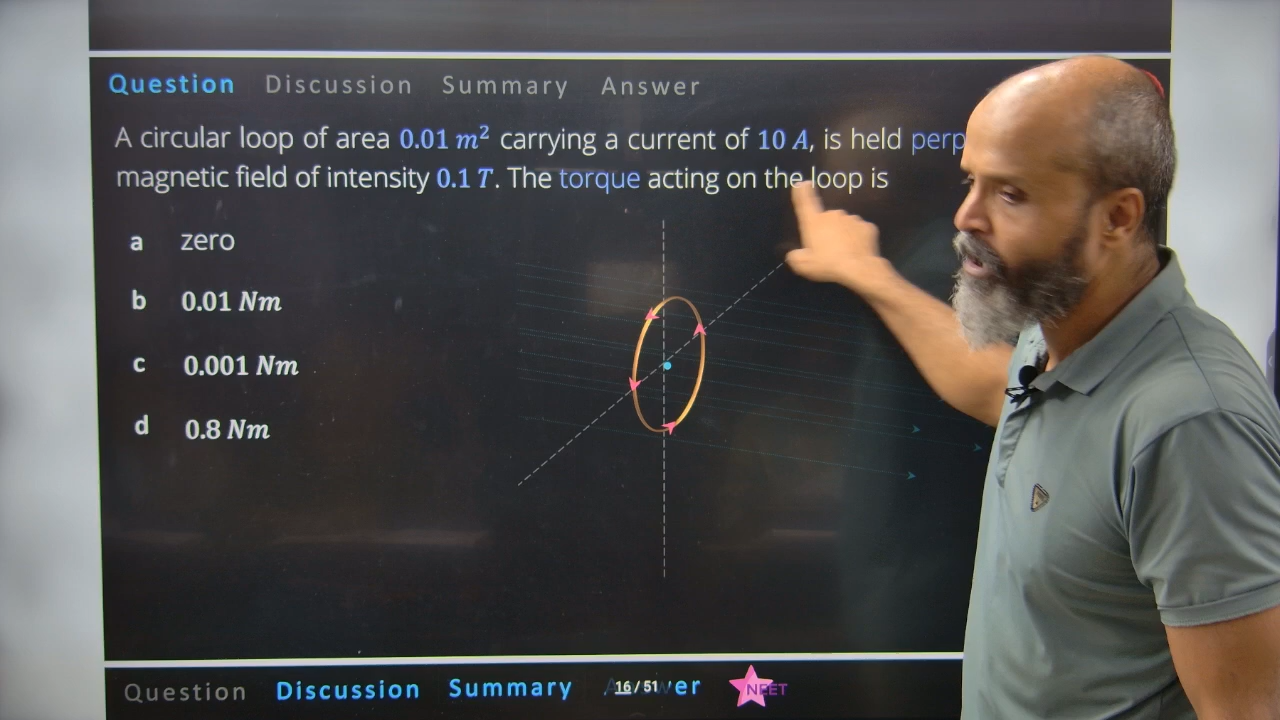 Question Discussion Summary Answer
A circular loop of area 0.01 m² carrying a current of 10 A, is held
magnetic field of intensity 0.1 T. The torque acting on the loop is
a zero
b 0.01 Nm
c 0.001 Nm
d 0.8 Nm
Question Discussion Summary 16/51 NEET